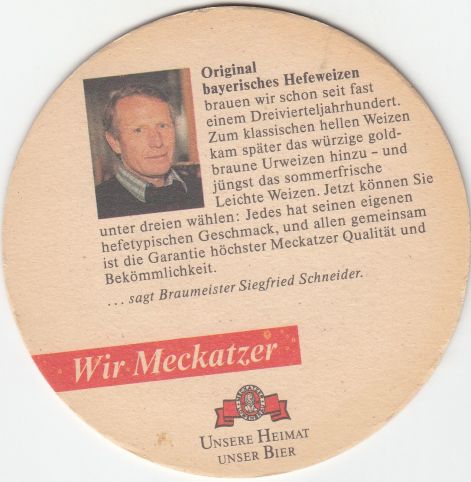 Original
bayerisches Hefeweizen
brauen wir schon seit fast
einem Dreivierteljahrhundert.
Zum klassischen hellen Weizen
kam später das würzige gold-
braune Urweizen hinzu – und
jüngst das sommerfrische
Leichte Weizen. Jetzt können Sie
unter dreien wählen: Jedes hat seinen eigenen
hefetypischen Geschmack, und allen gemeinsam
ist die Garantie höchster Meckatzer Qualität und
Bekömmlichkeit.
... sagt Braumeister Siegfried Schneider.
Wir Meckatzer
MECKATZER
UNSERE HEIMAT
UNSER BIER